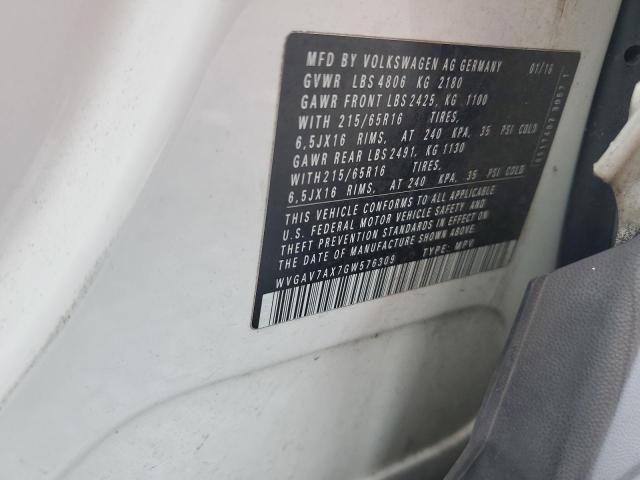 MFD BY VOLKSWAGEN AG GERMANY 01/16
GVWR LBS 4806 KG 2180
GAWR FRONT LBS 2425, KG 1100
WITH 215/65R16 TIRES,
6,5JX16 RIMS, AT 240 KPA, 35 PSI COLD
GAWR REAR LBS 2491, KG 1130
WITH 215/65R16 TIRES,
6,5JX16 RIMS, AT 240 KPA, 35 PSI COLD
THIS VEHICLE CONFORMS TO ALL APPLICABLE
U.S. FEDERAL MOTOR VEHICLE SAFETY AND
THEFT PREVENTION STANDARDS IN EFFECT ON
THE DATE OF MANUFACTURE SHOWN ABOVE.
WVGAV7AX7GW576309 TYPE: MPV